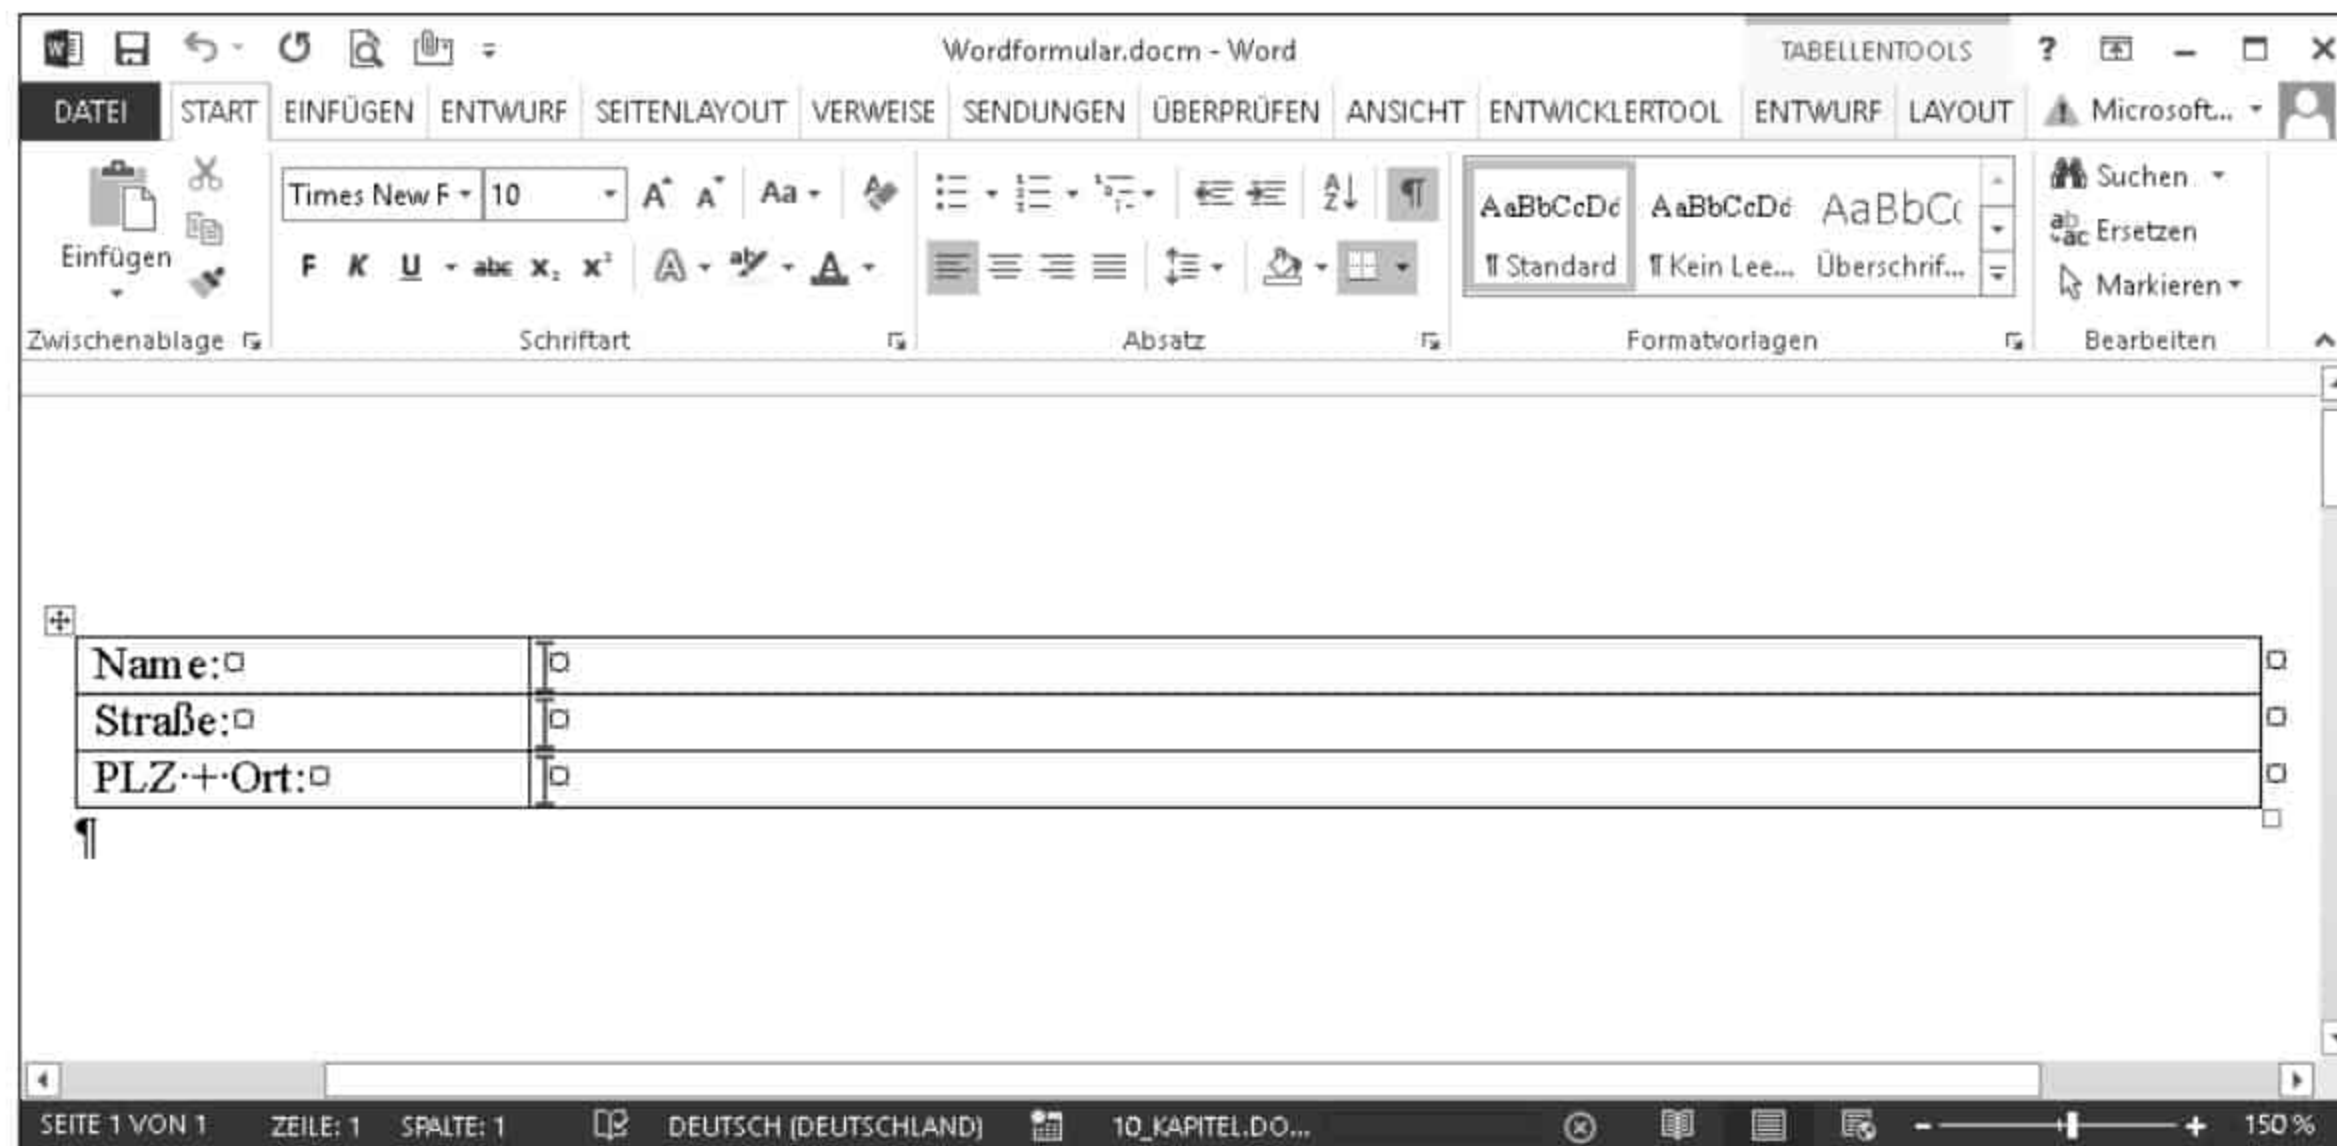 Wordformular.docm - Word
TABELLENTOOLS
?
DATEI START EINFÜGEN ENTWURF SEITENLAYOUT VERWEISE SENDUNGEN ÜBERPRÜFEN ANSICHT ENTWICKLERTOOL ENTWURF LAYOUT Microsoft...
Einfügen
Times New F 10
F K U abc X₂ X²
Aa
AaBbCcDc AaBbCcDc AaBbC
¶ Standard ¶ Kein Lee... Überschrif...
Suchen
Ersetzen
Markieren
Zwischenablage Schriftart Absatz Formatvorlagen Bearbeiten
Name:¤ ¤ ¤
Straße:¤ ¤ ¤
PLZ·+·Ort:¤ ¤ ¤
¶
SEITE 1 VON 1 ZEILE: 1 SPALTE: 1 DEUTSCH (DEUTSCHLAND) 10_KAPITEL.DO... 150 %